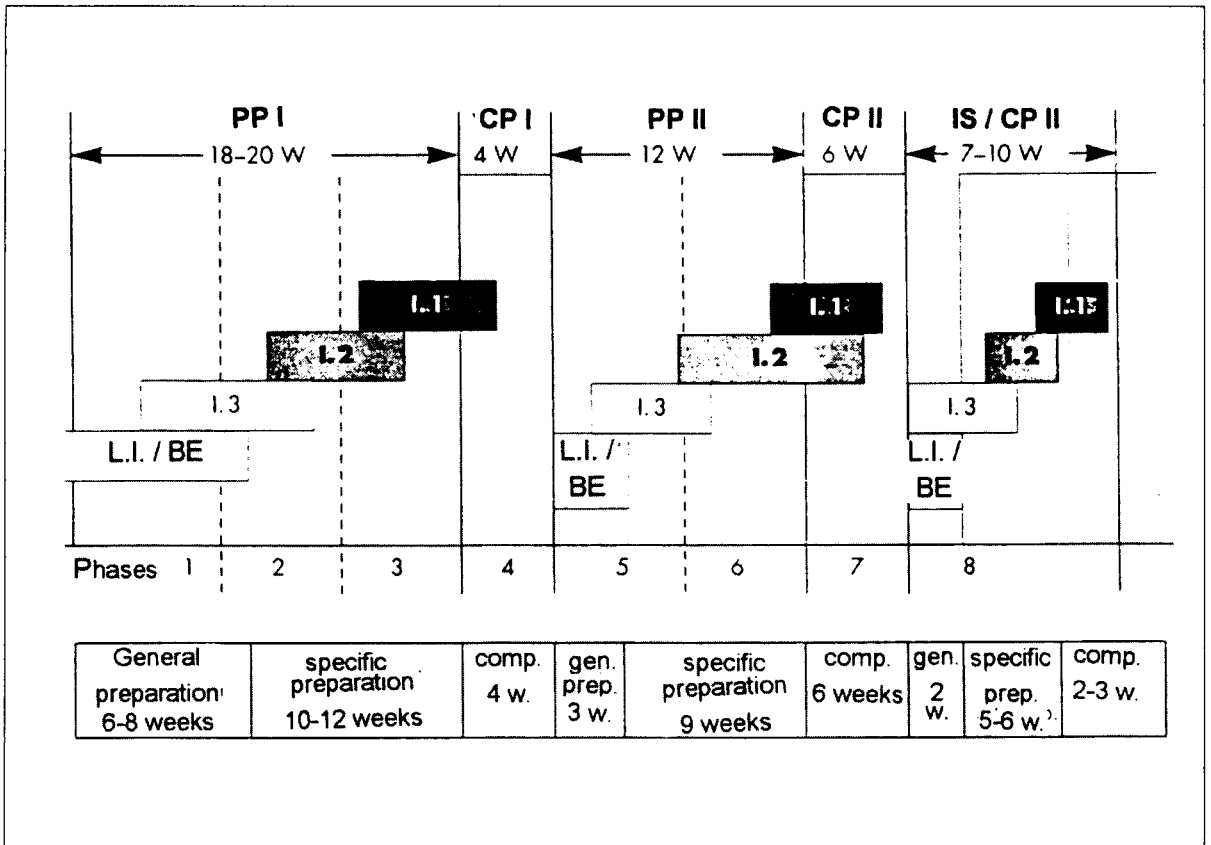 PP I CP I PP II CP II IS / CP II
18–20 W 4 W 12 W 6 W 7–10 W
I.2
I.2
I.2
I.3
I.3
I.3
L.I. / BE
L.I. /
BE
L.I. /
BE
Phases 1 2 3 4 5 6 7 8
General
preparation
6-8 weeks
specific
preparation
10-12 weeks
comp.
4 w.
gen.
prep.
3 w.
specific
preparation
9 weeks
comp.
6 weeks
gen.
2
w.
specific
prep.
5-6 w.
comp.
2-3 w.